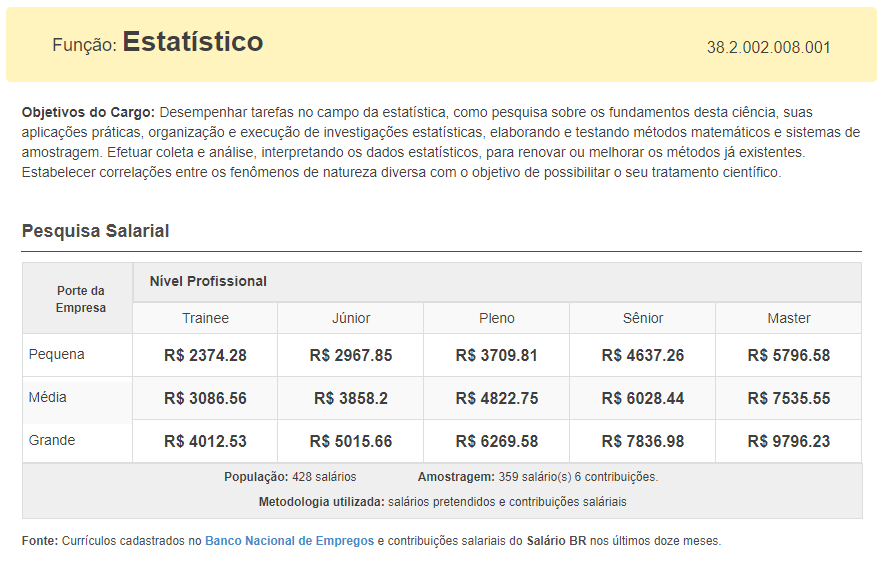 Função: Estatístico
38.2.002.008.001
Objetivos do Cargo: Desempenhar tarefas no campo da estatística, como pesquisa sobre os fundamentos desta ciência, suas
aplicações práticas, organização e execução de investigações estatísticas, elaborando e testando métodos matemáticos e sistemas de
amostragem. Efetuar coleta e análise, interpretando os dados estatísticos, para renovar ou melhorar os métodos já existentes.
Estabelecer correlações entre os fenômenos de natureza diversa com o objetivo de possibilitar o seu tratamento científico.
Pesquisa Salarial
Porte da
Empresa
Nível Profissional
Trainee Júnior Pleno Sênior Master
Pequena R$ 2374.28 R$ 2967.85 R$ 3709.81 R$ 4637.26 R$ 5796.58
Média R$ 3086.56 R$ 3858.2 R$ 4822.75 R$ 6028.44 R$ 7535.55
Grande R$ 4012.53 R$ 5015.66 R$ 6269.58 R$ 7836.98 R$ 9796.23
População: 428 salários Amostragem: 359 salário(s) 6 contribuições.
Metodologia utilizada: salários pretendidos e contribuições saláriais
Fonte: Currículos cadastrados no Banco Nacional de Empregos e contribuições salariais do Salário BR nos últimos doze meses.